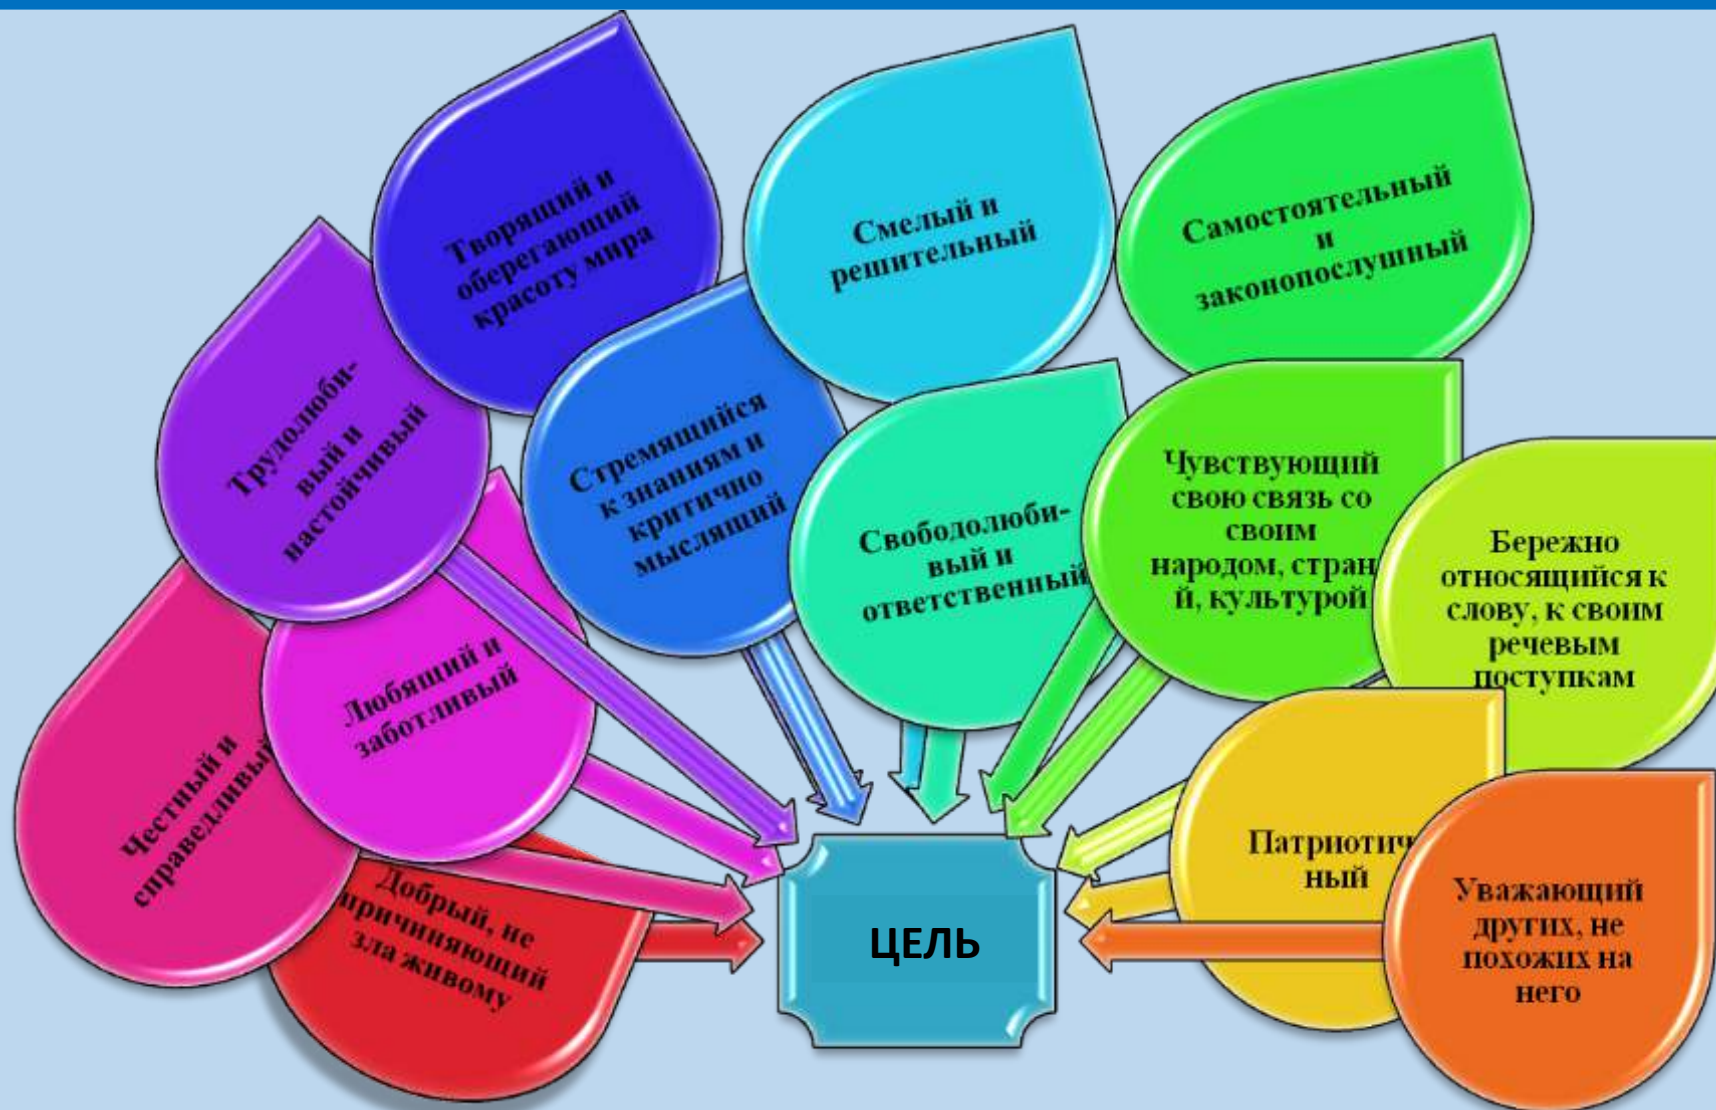 Творящий и
оберегающий
красоту мира
Смелый и
решительный
Самостоятельный
и
законопослушный
Трудолюби-
вый и
настойчивый
Стремящийся
к знаниям и
критично
мыслящий
Свободолюби-
вый и
ответственный
Чувствующий
свою связь со
своим
народом, стран
й, культурой
Бережно
относящийся к
слову, к своим
речевым
поступкам
Любящий и
заботливый
Честный и
справедливый
Добрый, не
причиняющий
зла живому
Патриотич
ный
Уважающий
других, не
похожих на
него
ЦЕЛЬ